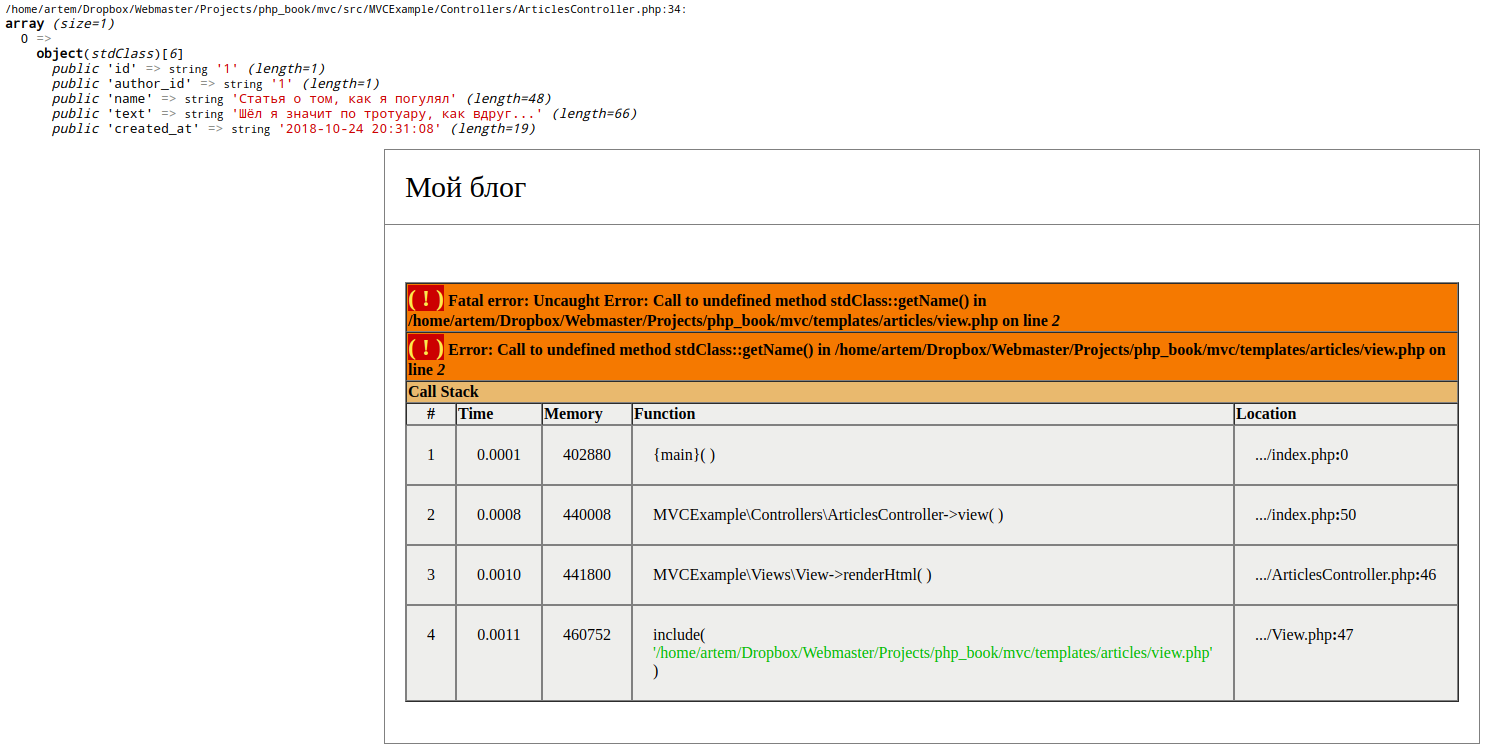 /home/artem/Dropbox/Webmaster/Projects/php_book/mvc/src/MVCExample/Controllers/ArticlesController.php:34:
array (size=1)
0 =>
object(stdClass)[6]
public 'id' => string '1' (length=1)
public 'author_id' => string '1' (length=1)
public 'name' => string 'Статья о том, как я погулял' (length=48)
public 'text' => string 'Шёл я значит по тротуару, как вдруг...' (length=66)
public 'created_at' => string '2018-10-24 20:31:08' (length=19)
Мой блог
( ! ) Fatal error: Uncaught Error: Call to undefined method stdClass::getName() in
/home/artem/Dropbox/Webmaster/Projects/php_book/mvc/templates/articles/view.php on line 2
( ! ) Error: Call to undefined method stdClass::getName() in /home/artem/Dropbox/Webmaster/Projects/php_book/mvc/templates/articles/view.php on
line 2
Call Stack
# Time Memory Function Location
1 0.0001 402880 {main}( ) .../index.php:0
2 0.0008 440008 MVCExample\Controllers\ArticlesController->view( ) .../index.php:50
3 0.0010 441800 MVCExample\Views\View->renderHtml( ) .../ArticlesController.php:46
4 0.0011 460752 include( .../View.php:47
'/home/artem/Dropbox/Webmaster/Projects/php_book/mvc/templates/articles/view.php'
)